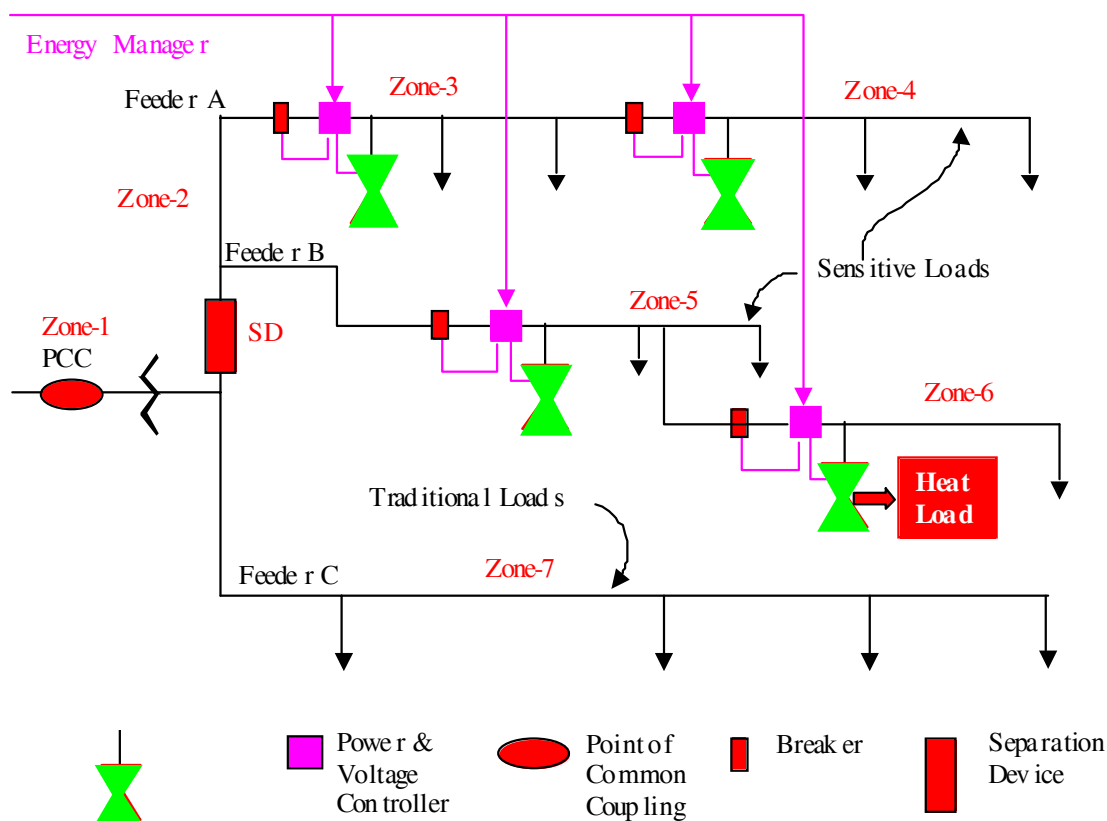 Energy Manager
Feeder A
Zone-3
Zone-4
Zone-2
Feeder B
Sensitive Loads
Zone-5
Zone-1
PCC
SD
Zone-6
Heat
Load
Traditional Loads
Feeder C
Zone-7
Power &
Voltage
Controller
Point of
Common
Coupling
Breaker
Separation
Device